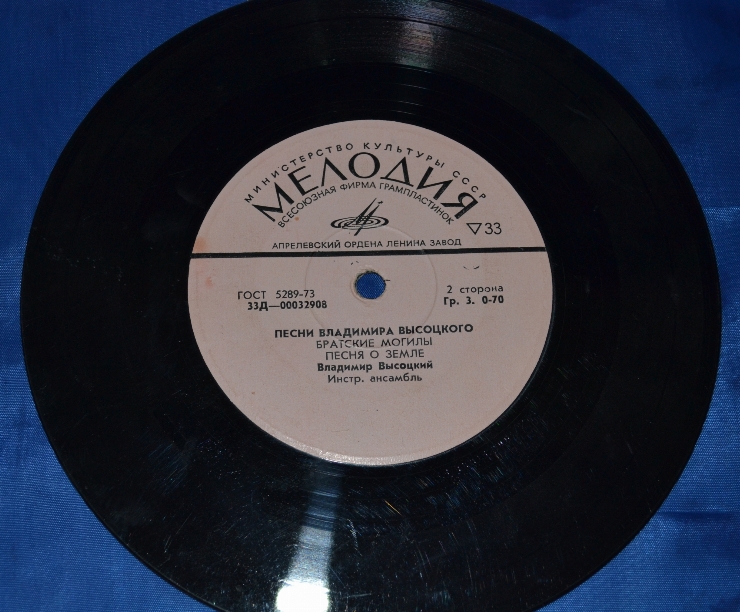 МИНИСТЕРСТВО КУЛЬТУРЫ СССР
МЕЛОДИЯ
ВСЕСОЮЗНАЯ ФИРМА ГРАМПЛАСТИНОК
▽33
АПРЕЛЕВСКИЙ ОРДЕНА ЛЕНИНА ЗАВОД
ГОСТ 5289-73
33Д—00032908
2 сторона
Гр. 3. 0-70
ПЕСНИ ВЛАДИМИРА ВЫСОЦКОГО
БРАТСКИЕ МОГИЛЫ
ПЕСНЯ О ЗЕМЛЕ
Владимир Высоцкий
Инстр. ансамбль